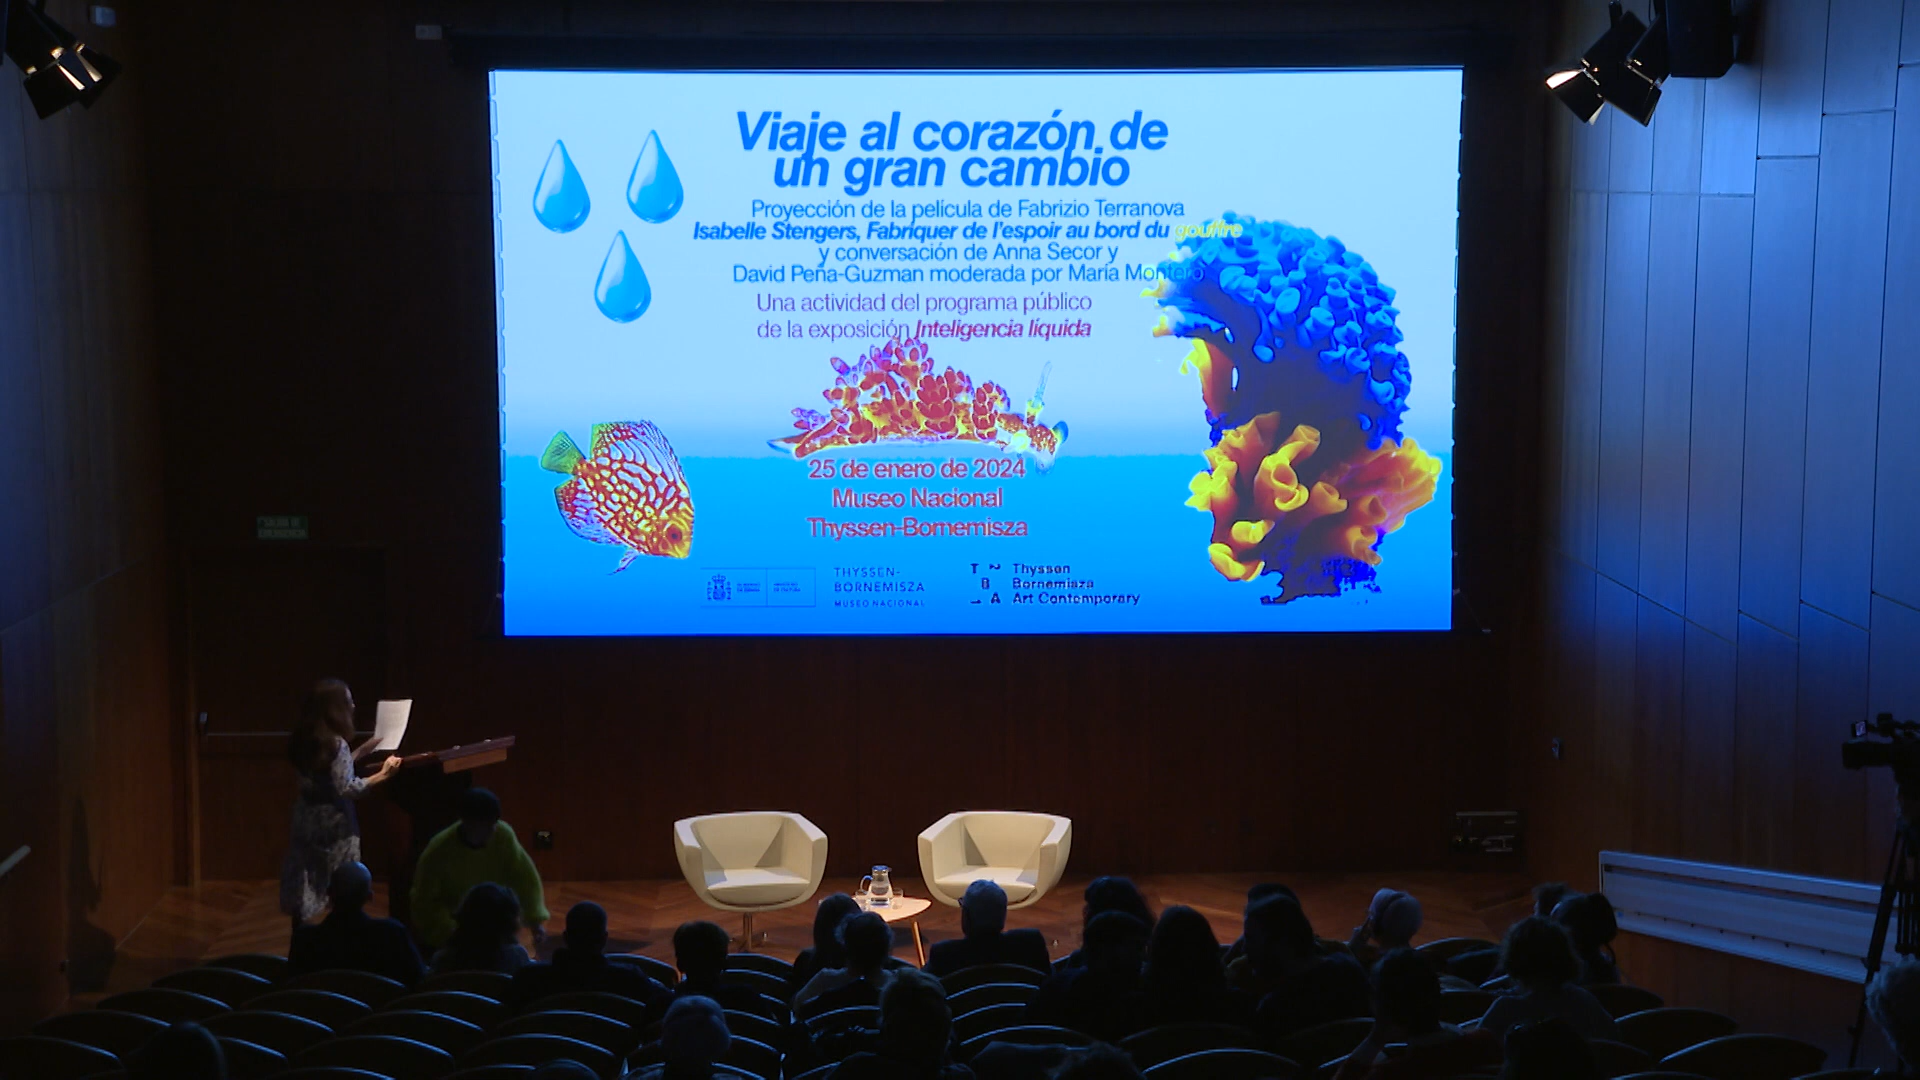 Viaje al corazón de
un gran cambio
Proyección de la película de Fabrizio Terranova
Isabelle Stengers, Fabriquer de l'espoir au bord du gouffre
y conversación de Anna Secor y
David Peña-Guzman moderada por María Montero
Una actividad del programa público
de la exposición Inteligencia líquida
25 de enero de 2024
Museo Nacional
Thyssen-Bornemisza
THYSSEN-
BORNEMISZA
MUSEO NACIONAL
T
B
A
Thyssen
Bornemisza
Art Contemporary
SALIDA DE
EMERGENCIA